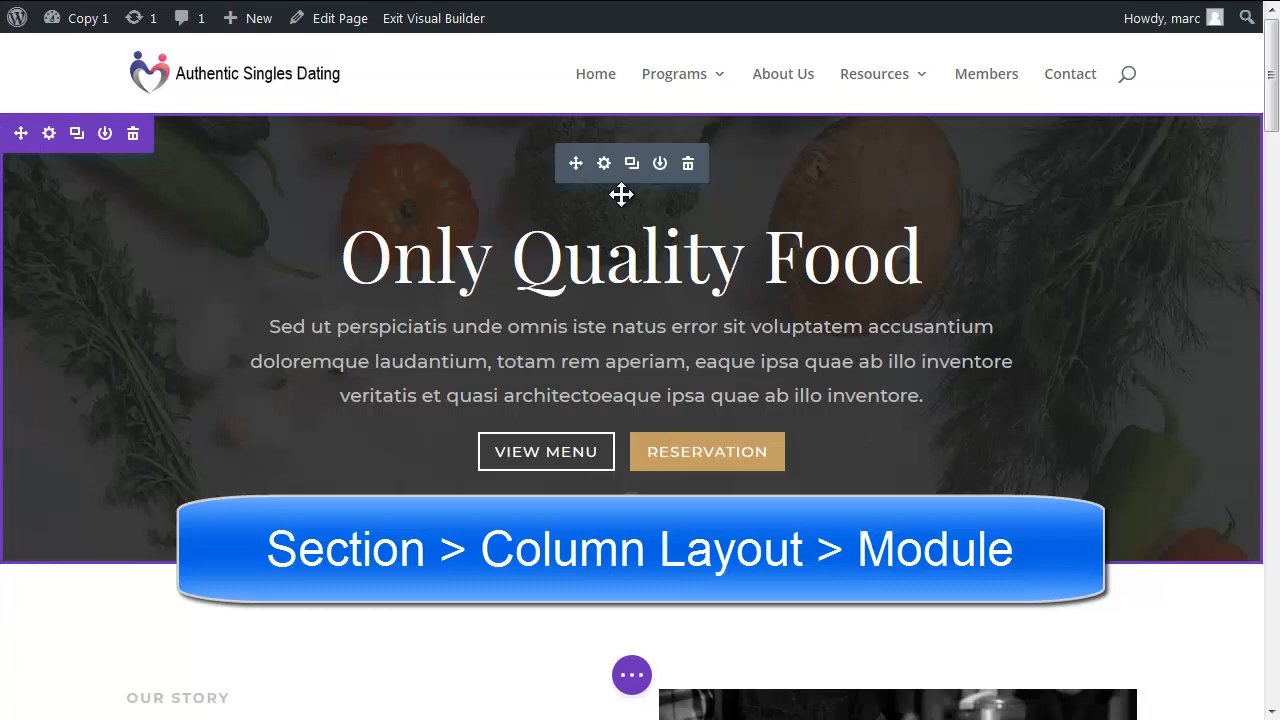 Copy 1 1 1 New Edit Page Exit Visual Builder Howdy, marc
Authentic Singles Dating Home Programs About Us Resources Members Contact
Only Quality Food
Sed ut perspiciatis unde omnis iste natus error sit voluptatem accusantium
doloremque laudantium, totam rem aperiam, eaque ipsa quae ab illo inventore
veritatis et quasi architectoeaque ipsa quae ab illo inventore.
VIEW MENU RESERVATION
Section > Column Layout > Module
OUR STORY